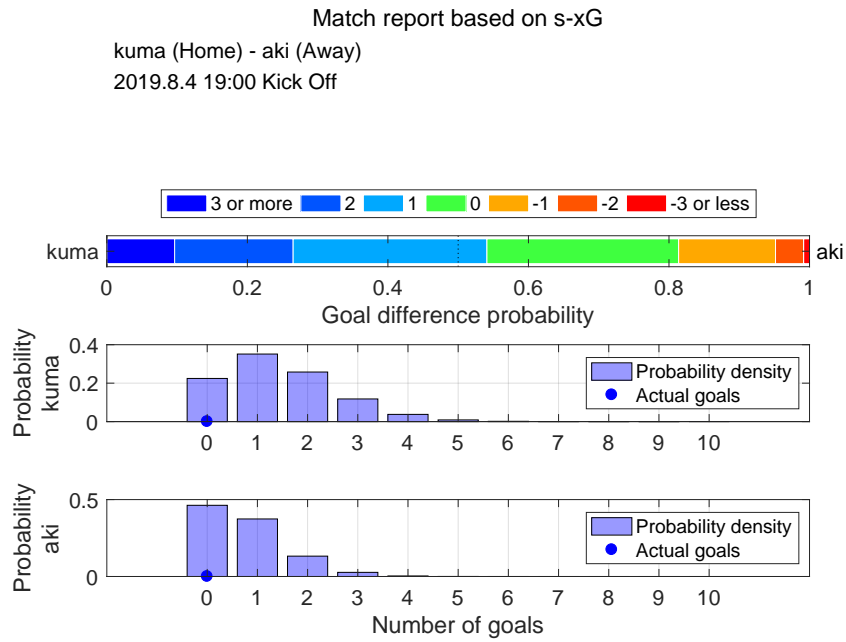 Match report based on s-xG
kuma (Home) - aki (Away)
2019.8.4 19:00 Kick Off
3 or more 2 1 0 -1 -2 -3 or less
kuma aki
0 0.2 0.4 0.6 0.8 1
Goal difference probability
Probability
kuma
0.4
0.2
0
Probability density
Actual goals
0 1 2 3 4 5 6 7 8 9 10
Probability
aki
0.5
0
Probability density
Actual goals
0 1 2 3 4 5 6 7 8 9 10
Number of goals